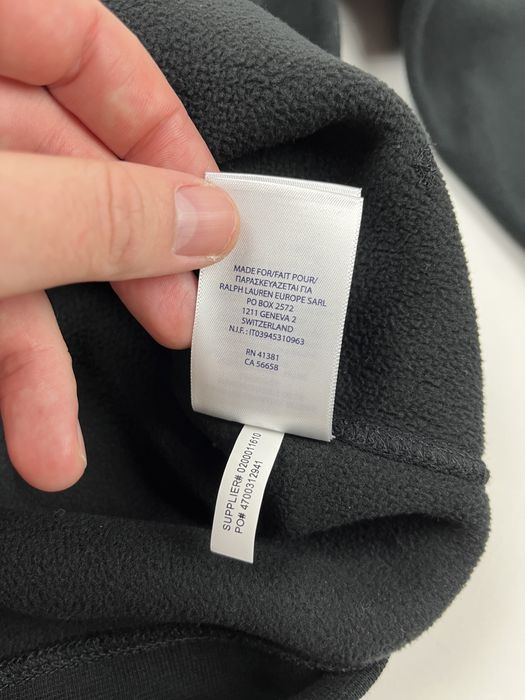 MADE FOR/FAIT POUR/
ΠΑΡΑΣΚΕΥΑΖΕΤΑΙ ΓΙΑ
RALPH LAUREN EUROPE SARL
PO BOX 2572
1211 GENEVA 2
SWITZERLAND
N.I.F.: IT03945310963
RN 41381
CA 56658
SUPPLIER# 0200011610
PO# 4700312941